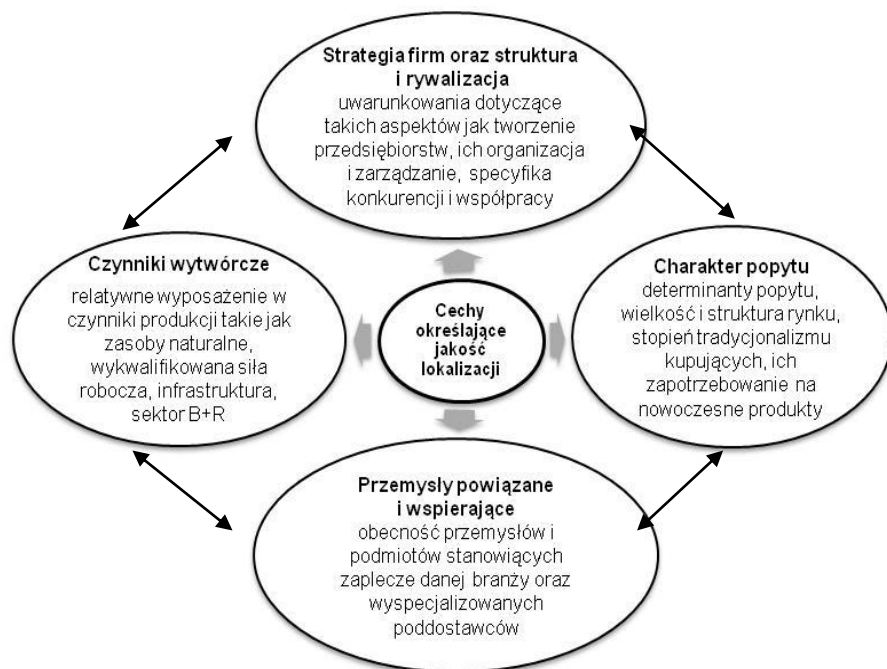 Strategia firm oraz struktura
i rywalizacja
uwarunkowania dotyczące
takich aspektów jak tworzenie
przedsiębiorstw, ich organizacja
i zarządzanie, specyfika
konkurencji i współpracy
Czynniki wytwórcze
relatywne wyposażenie w
czynniki produkcji takie jak
zasoby naturalne,
wykwalifikowana siła
robocza, infrastruktura,
sektor B+R
Cechy
określające
jakość
lokalizacji
Charakter popytu
determinanty popytu,
wielkość i struktura rynku,
stopień tradycjonalizmu
kupujących, ich
zapotrzebowanie na
nowoczesne produkty
Przemysły powiązane
i wspierające
obecność przemysłów i
podmiotów stanowiących
zaplecze danej branży oraz
wyspecjalizowanych
poddostawców